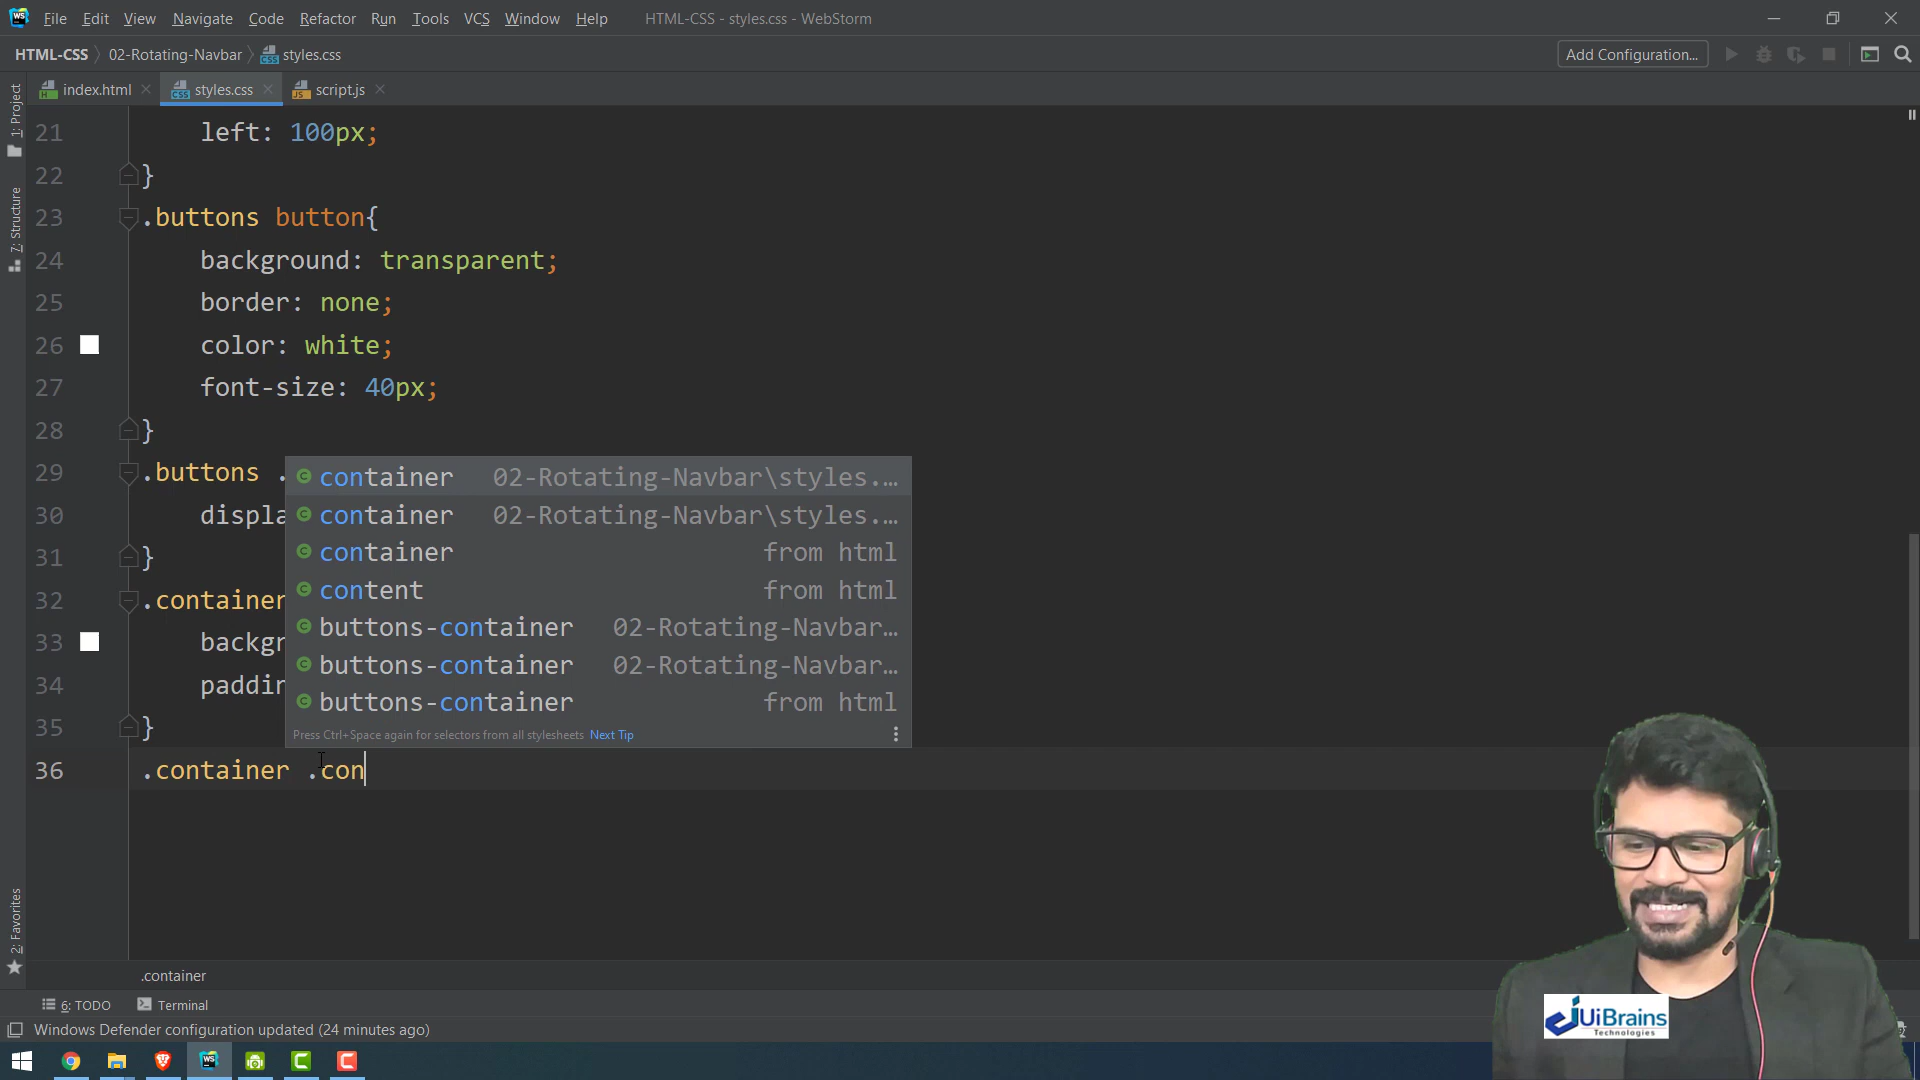 File Edit View Navigate Code Refactor Run Tools VCS Window Help HTML-CSS - styles.css - WebStorm
HTML-CSS 02-Rotating-Navbar styles.css Add Configuration...
index.html styles.css script.js
1: Project
7: Structure
2: Favorites
21 left: 100px;
22 }
23 .buttons button{
24 background: transparent;
25 border: none;
26 color: white;
27 font-size: 40px;
28 }
29 .buttons .
30 displa
31 }
32 .container
33 backgr
34 paddin
35 }
36 .container .con
container 02-Rotating-Navbar\styles.…
container 02-Rotating-Navbar\styles.…
container from html
content from html
buttons-container 02-Rotating-Navbar…
buttons-container 02-Rotating-Navbar…
buttons-container from html
Press Ctrl+Space again for selectors from all stylesheets Next Tip
.container
6: TODO Terminal
Windows Defender configuration updated (24 minutes ago)
UiBrains
Technologies